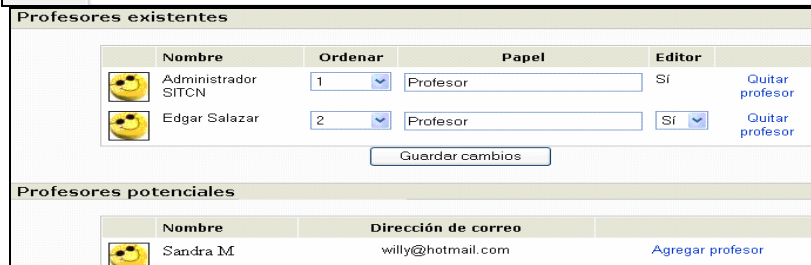 Profesores existentes
Nombre Ordenar Papel Editor
Administrador SITCN 1 Profesor Sí Quitar profesor
Edgar Salazar 2 Profesor Sí Quitar profesor
Guardar cambios
Profesores potenciales
Nombre Dirección de correo
Sandra M willy@hotmail.com Agregar profesor